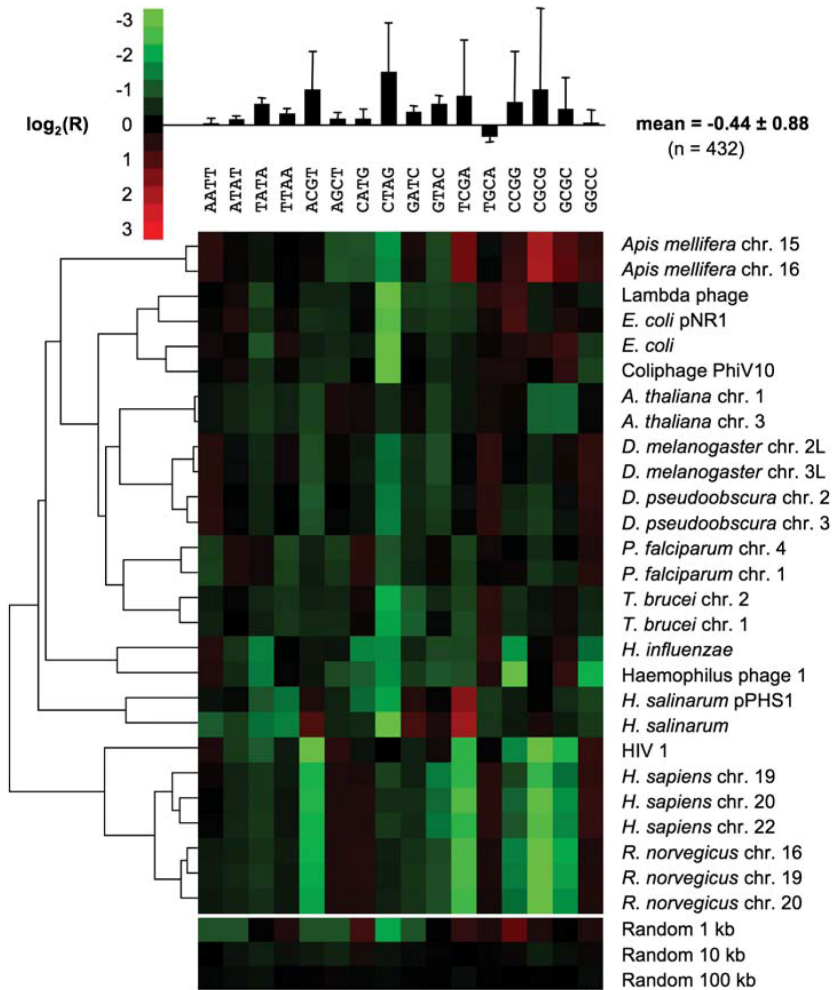 -3
-2
-1
0
1
2
3
log2(R)
mean = -0.44 ± 0.88
(n = 432)
AATT
ATAT
TATA
TTAA
ACGT
AGCT
CATG
CTAG
GATC
GTAC
TCGA
TGCA
CCGG
CGCG
GCGC
GGCC
Apis mellifera chr. 15
Apis mellifera chr. 16
Lambda phage
E. coli pNR1
E. coli
Coliphage PhiV10
A. thaliana chr. 1
A. thaliana chr. 3
D. melanogaster chr. 2L
D. melanogaster chr. 3L
D. pseudoobscura chr. 2
D. pseudoobscura chr. 3
P. falciparum chr. 4
P. falciparum chr. 1
T. brucei chr. 2
T. brucei chr. 1
H. influenzae
Haemophilus phage 1
H. salinarum pPHS1
H. salinarum
HIV 1
H. sapiens chr. 19
H. sapiens chr. 20
H. sapiens chr. 22
R. norvegicus chr. 16
R. norvegicus chr. 19
R. norvegicus chr. 20
Random 1 kb
Random 10 kb
Random 100 kb